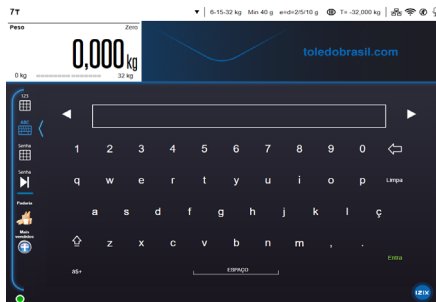 7T
6-15-32 kg Min 40 g e=d=2/5/10 g T= -32,000 kg
Peso
Zero
0,000 kg
0 kg
32 kg
toledobrasil.com
123
ABC
Senha
Senha
Padaria
Mais
vendidos
1 2 3 4 5 6 7 8 9 0
q w e r t y u i o p Limpa
a s d f g h j k l ç
z x c v b n m , .
Entra
a$+
ESPAÇO
IZIX